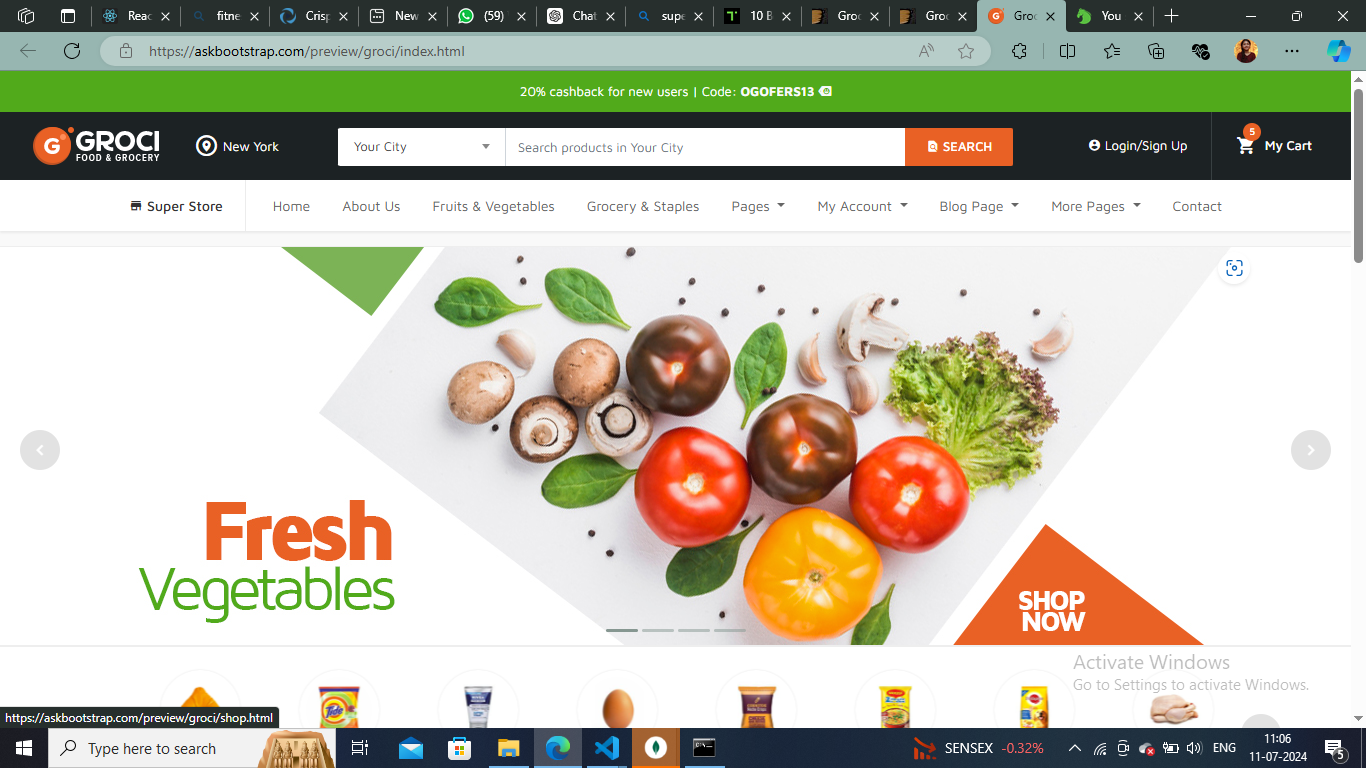 Reac
fitne
Crisp
New
(59)
Chat
supe
10 B
Groc
Groc
Groc
You
https://askbootstrap.com/preview/groci/index.html
20% cashback for new users | Code: OGOFERS13
G GROCI
FOOD & GROCERY
New York
Your City
Search products in Your City
SEARCH
Login/Sign Up
5
My Cart
Super Store
Home
About Us
Fruits & Vegetables
Grocery & Staples
Pages
My Account
Blog Page
More Pages
Contact
Fresh
Vegetables
SHOP
NOW
Activate Windows
Go to Settings to activate Windows.
Tide
https://askbootstrap.com/preview/groci/shop.html
Type here to search
SENSEX -0.32%
ENG
11:06
11-07-2024
5